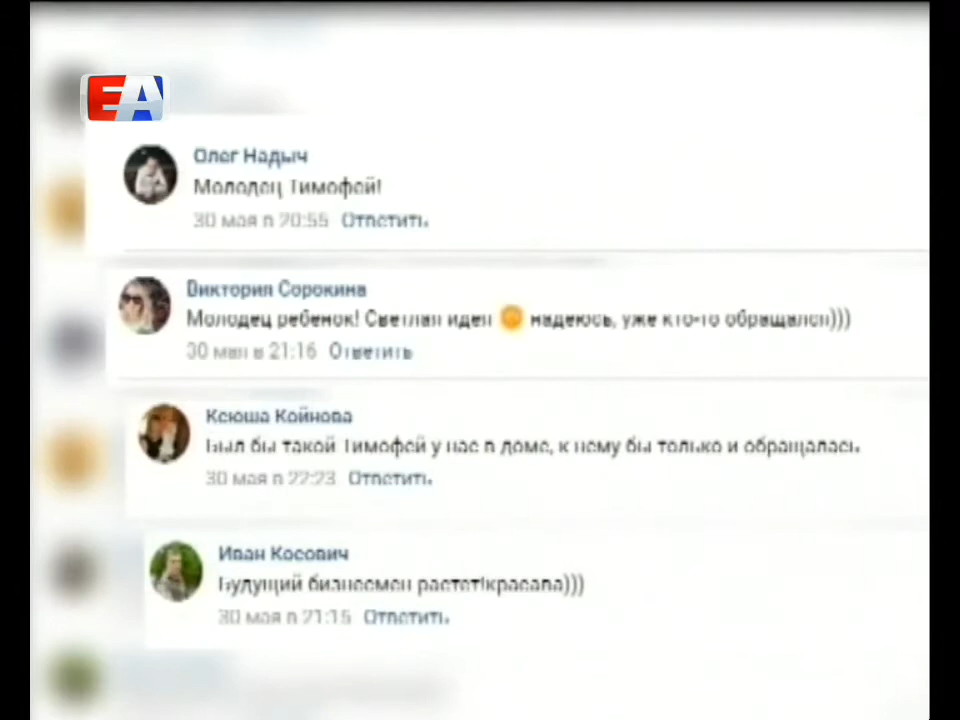 EA
Олег Надыч
Молодец Тимофей!
30 мая в 20:55 Ответить
Виктория Сорокина
Молодец ребенок! Светлая идея надеюсь, уже кто-то обращался)))
30 мая в 21:16 Ответить
Ксюша Койнова
Был бы такой Тимофей у нас в доме, к нему бы только и обращалась
30 мая в 22:23 Ответить
Иван Косович
Будущий бизнесмен растет!красава)))
30 мая в 21:15 Ответить